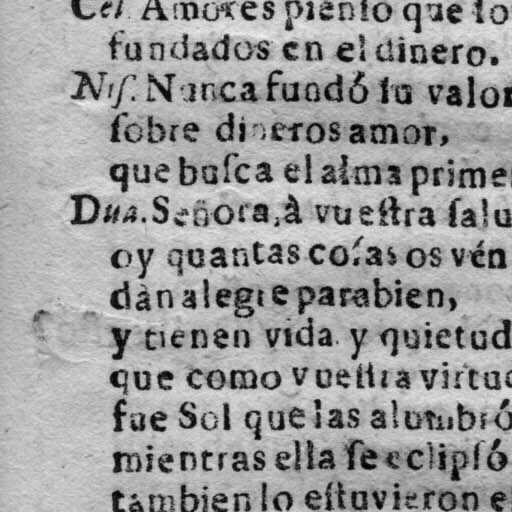 Cel. Amores pienſo que ſo
fundados en el dinero.
Niſ. Nunca fundó ſu valor
ſobre dineros amor,
que buſca el alma prime
Dua. Señora, à vueſtra ſalu
oy quantas coſas os vén
dàn alegre parabien,
y tienen vida y quietud
que como vueſtra virtud
fue Sol que las alumbró
mientras ella ſe eclipſó
tambien lo eſtuvieron e